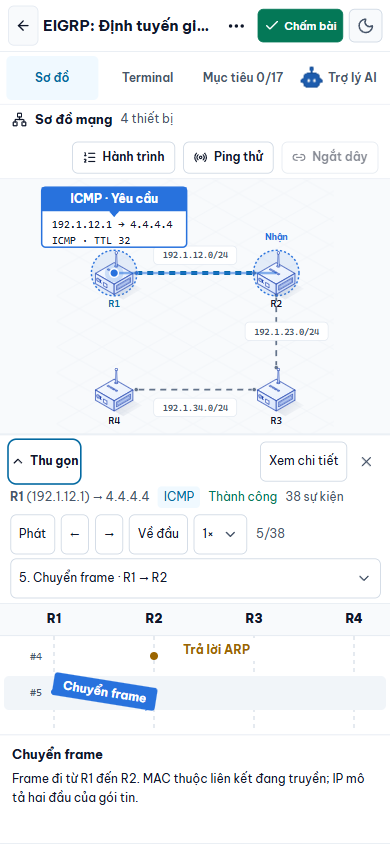 EIGRP: Định tuyến gi...
Chấm bài
Sơ đồ
Terminal
Mục tiêu 0/17
Trợ lý AI
Sơ đồ mạng 4 thiết bị
Hành trình
Ping thử
Ngắt dây
ICMP · Yêu cầu
192.1.12.1 → 4.4.4.4
ICMP · TTL 32
Nhận
192.1.12.0/24
R1
R2
192.1.23.0/24
192.1.34.0/24
R4
R3
Thu gọn
Xem chi tiết
R1 (192.1.12.1) → 4.4.4.4 ICMP Thành công 38 sự kiện
Phát
←
→
Về đầu
1×
5/38
5. Chuyển frame · R1 → R2
R1 R2 R3 R4
#4 Trả lời ARP
#5 Chuyển frame
Chuyển frame
Frame đi từ R1 đến R2. MAC thuộc liên kết đang truyền; IP mô
tả hai đầu của gói tin.